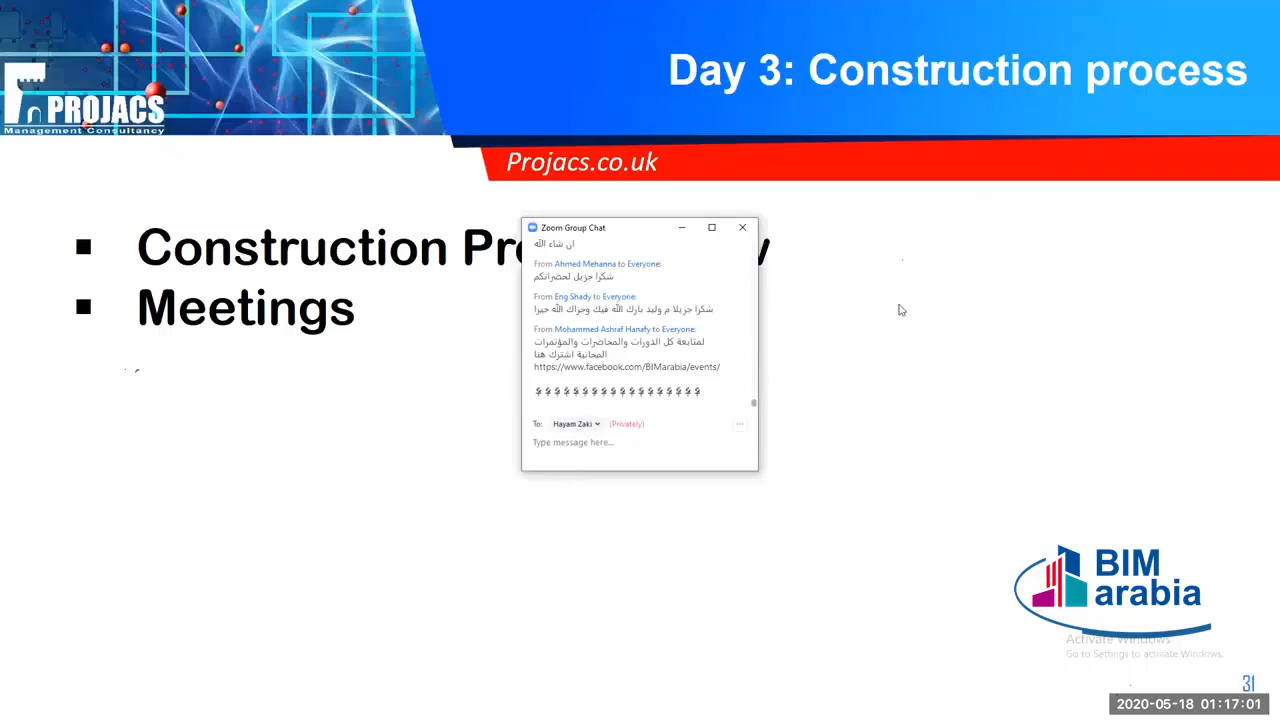 Day 3: Construction process
PROJACS
Management Consultancy
Projacs.co.uk
▪ Construction
▪ Meetings
Zoom Group Chat
ان شاء الله
From Ahmed Mehanna to Everyone:
شكرا جزيل لحضراتكم
From Eng Shady to Everyone:
شكرا جزيلا م وليد بارك الله فيك وجزاك الله خيرا
From Mohammed Ashraf Hanafy to Everyone:
لمتابعة كل الدورات والمحاضرات والمؤتمرات
المجانية اشترك هنا
https://www.facebook.com/BIMarabia/events/
To: Hayam Zaki (Privately)
Type message here...
BIM
arabia
Activate Windows
Go to Settings to activate Windows.
31
2020-05-18 01:17:01